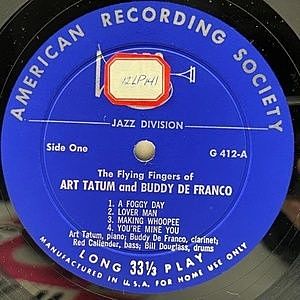 AMERICAN RECORDING SOCIETY
12LP141
JAZZ DIVISION
Side One
G 412-A
The Flying Fingers of
ART TATUM and BUDDY DE FRANCO
1. A FOGGY DAY
2. LOVER MAN
3. MAKING WHOOPEE
4. YOU'RE MINE YOU
Art Tatum, piano; Buddy De Franco, clarinet;
Red Callender, bass; Bill Douglass, drums
LONG 33⅓ PLAY
MANUFACTURED IN U.S.A. FOR HOME USE ONLY